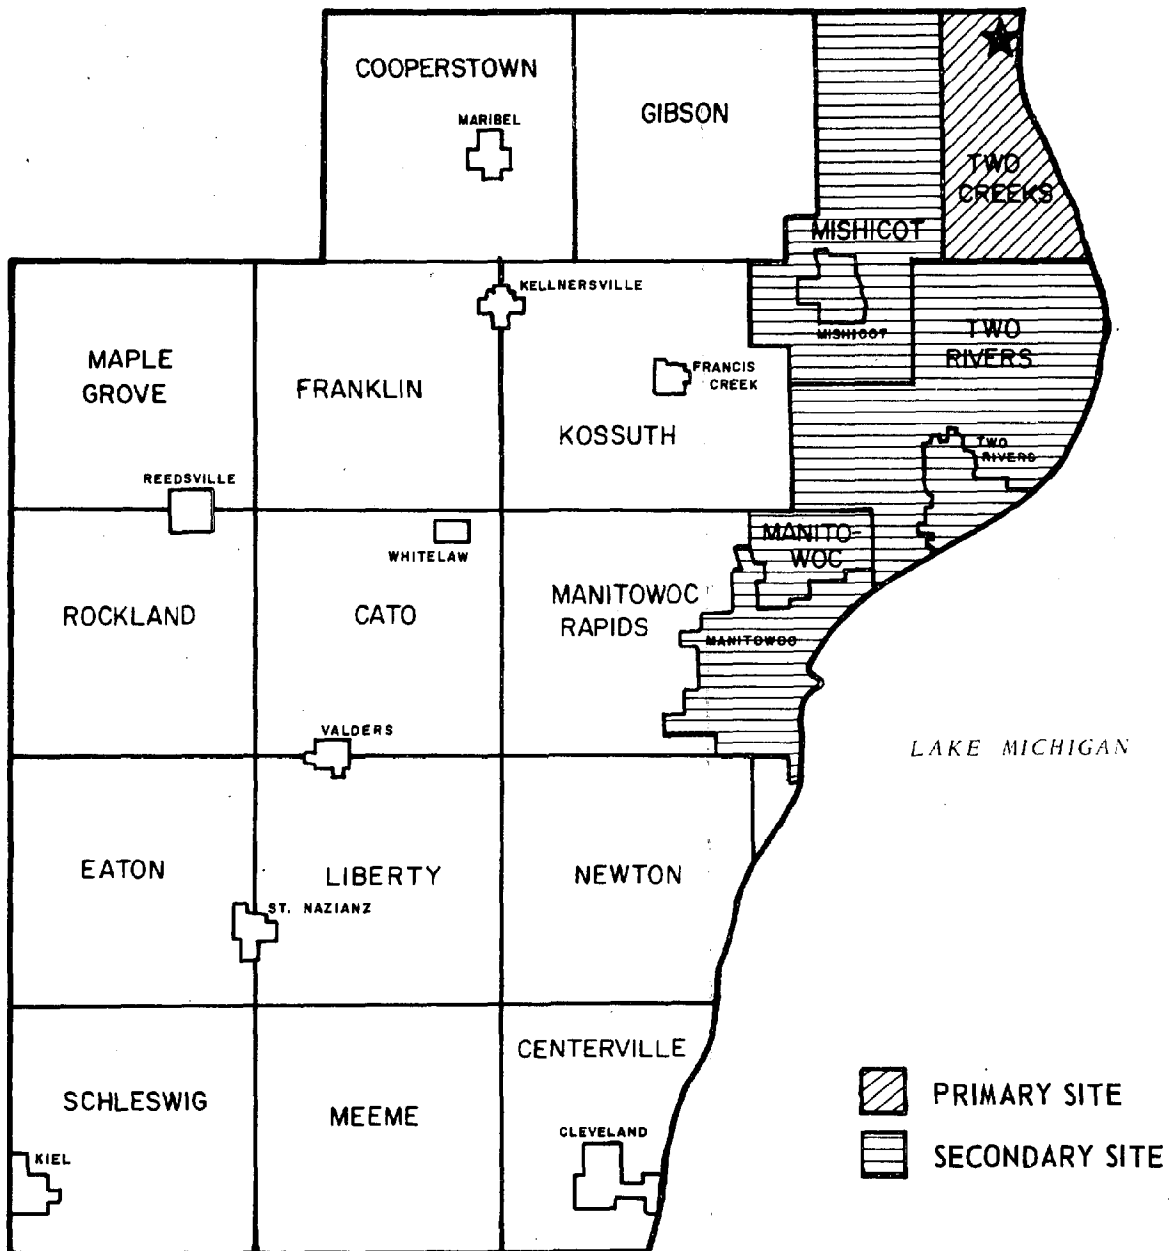 COOPERSTOWN
MARIBEL
GIBSON
TWO
CREEKS
MISHICOT
MISHICOT
KELLNERSVILLE
MAPLE
GROVE
FRANKLIN
FRANCIS
CREEK
KOSSUTH
TWO
RIVERS
TWO
RIVERS
REEDSVILLE
WHITELAW
MANITO-
WOC
ROCKLAND
CATO
MANITOWOC
RAPIDS
MANITOWOC
VALDERS
LAKE MICHIGAN
EATON
LIBERTY
NEWTON
ST. NAZIANZ
CENTERVILLE
SCHLESWIG
MEEME
CLEVELAND
KIEL
PRIMARY SITE
SECONDARY SITE